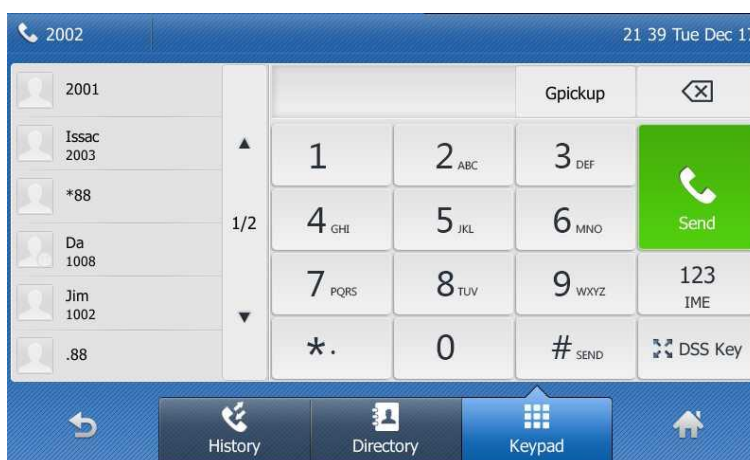 2002
21 39 Tue Dec 17
2001
Issac
2003
*88
Da
1008
Jim
1002
.88
1/2
Gpickup
1
2 ABC
3 DEF
Send
4 GHI
5 JKL
6 MNO
7 PQRS
8 TUV
9 WXYZ
123
IME
*.
0
# SEND
DSS Key
History
Directory
Keypad